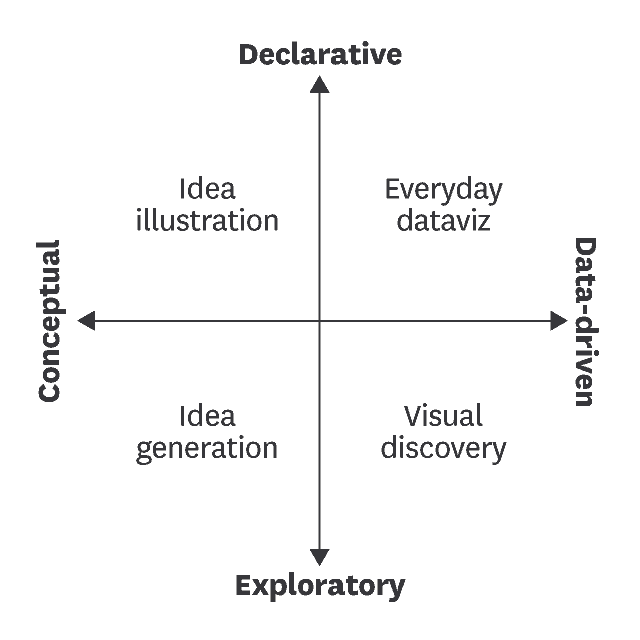 Declarative
Idea
illustration
Everyday
dataviz
Conceptual
Data-driven
Idea
generation
Visual
discovery
Exploratory